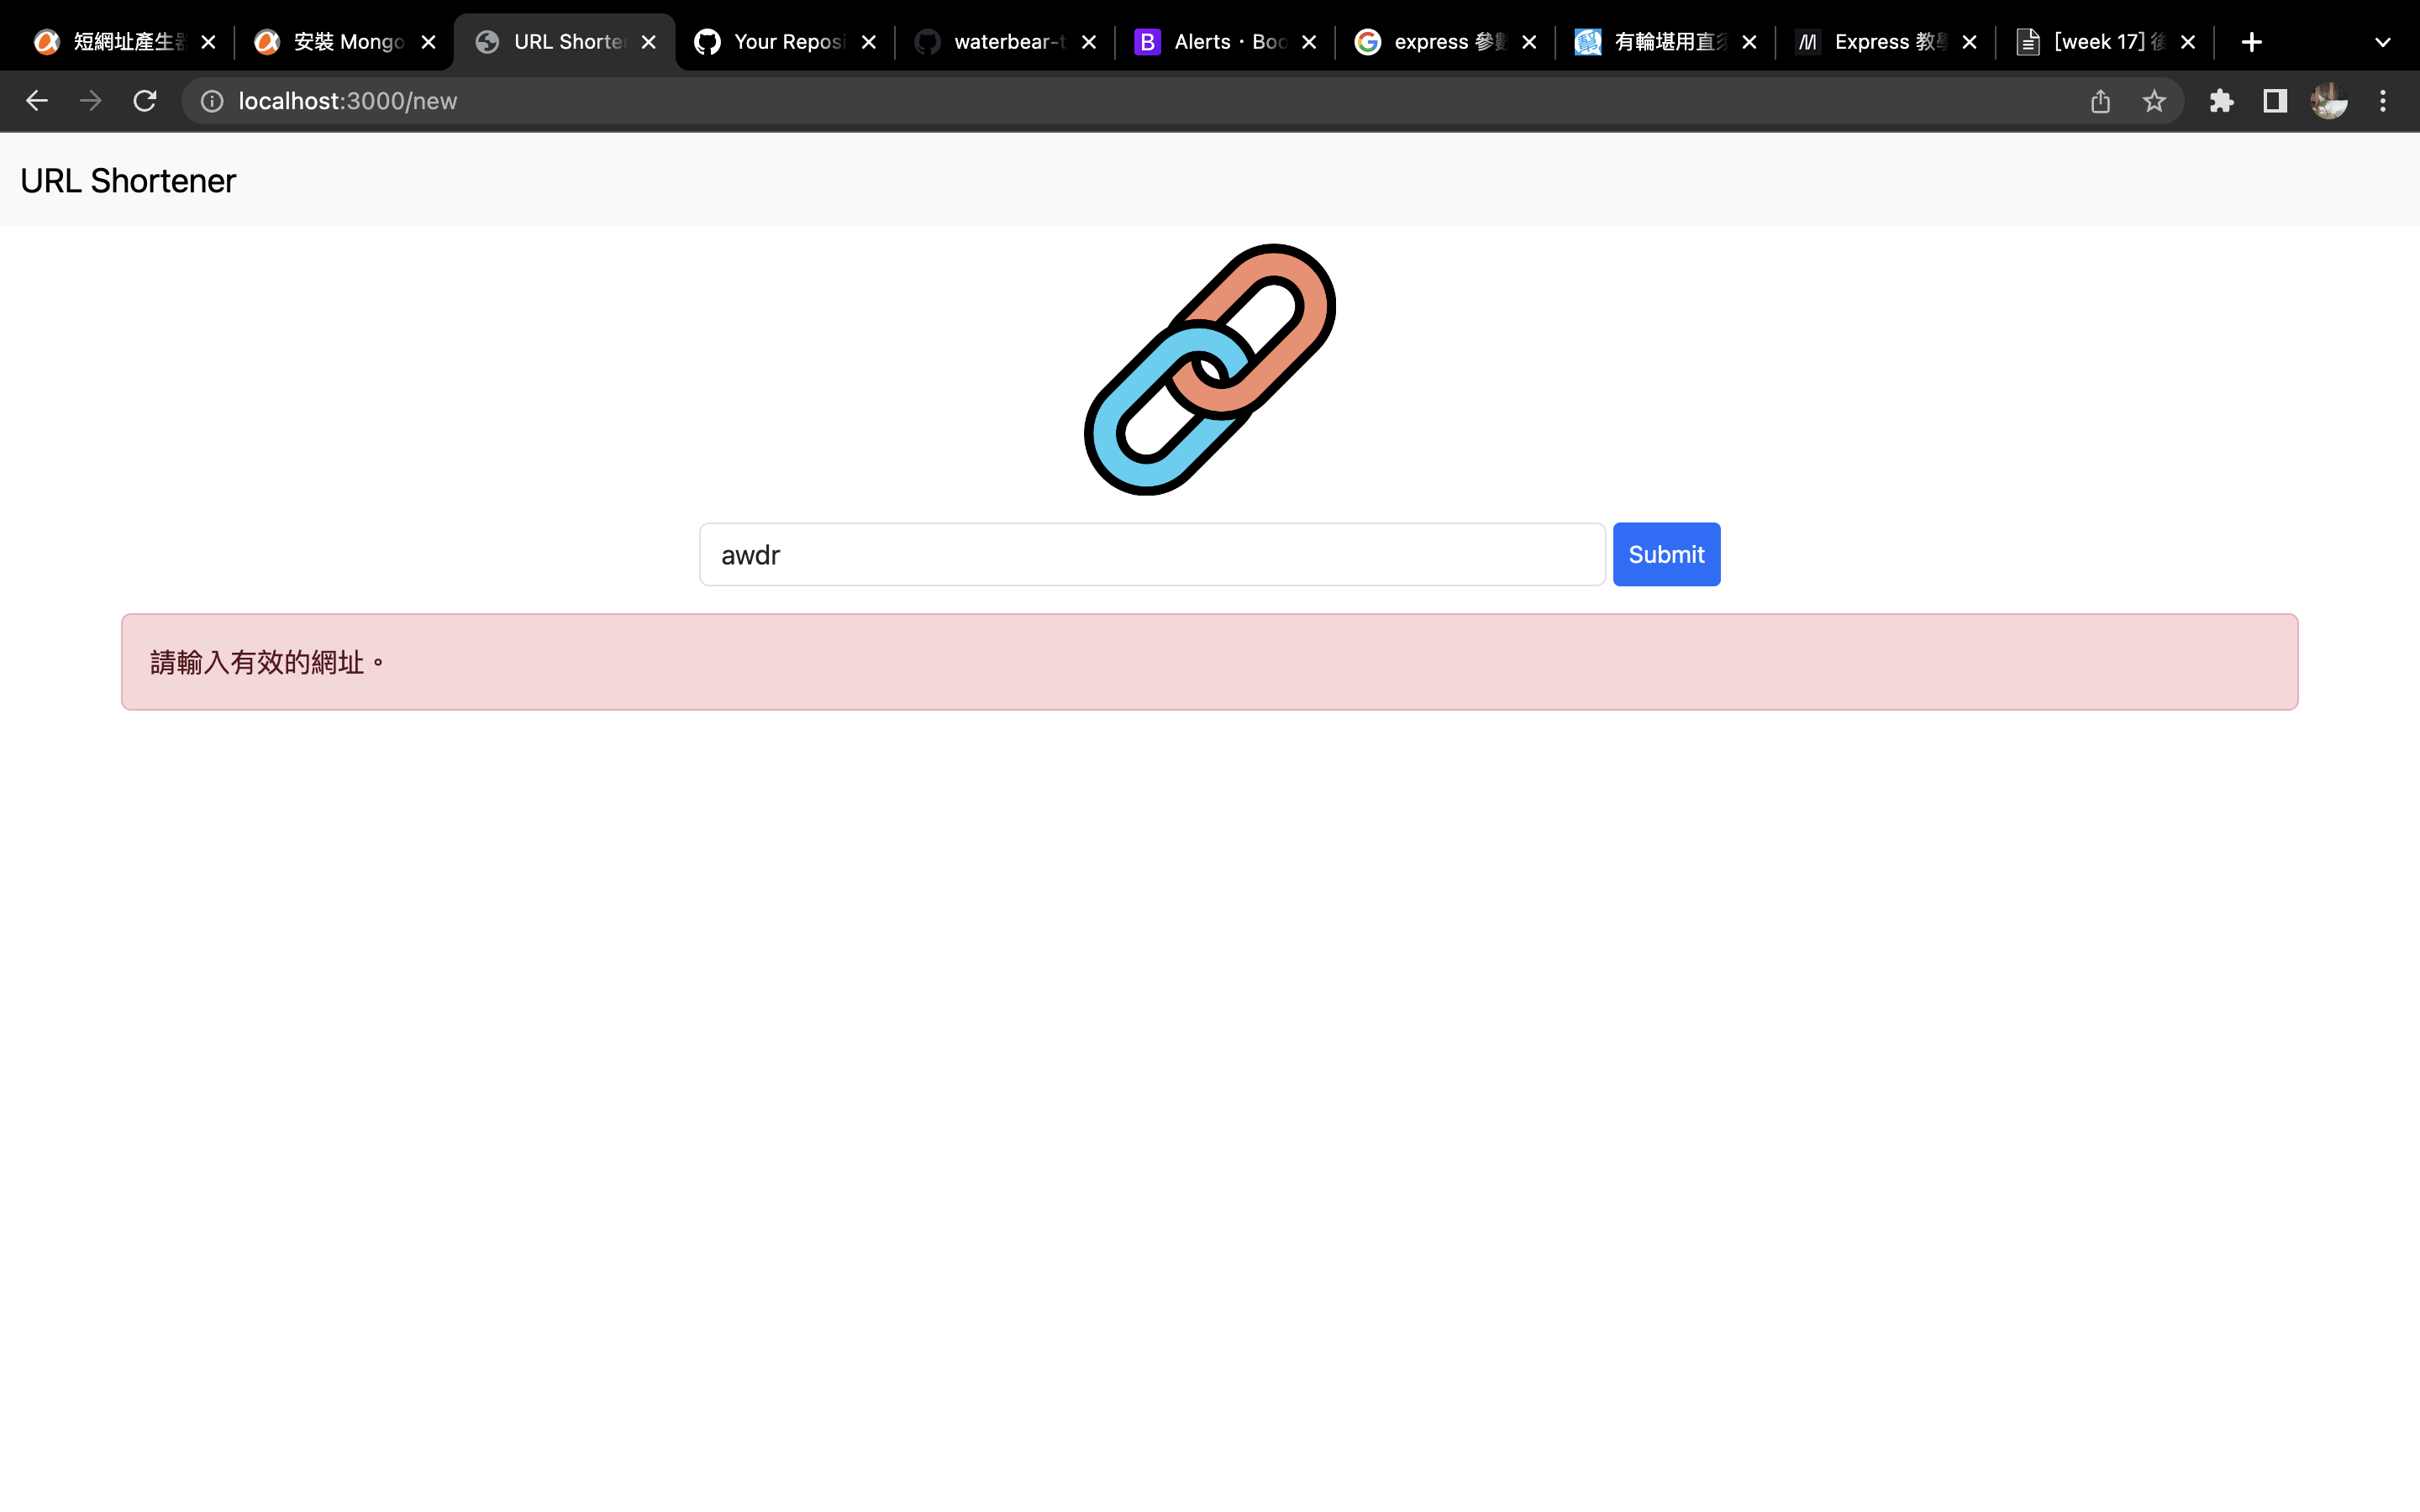 短網址產生
安裝 Mongo
URL Shorte
Your Reposi
waterbear-t
B
Alerts · Boo
express 參
有輪堪用直
Express 教
[week 17] 後
localhost:3000/new
URL Shortener
awdr
Submit
請輸入有效的網址。